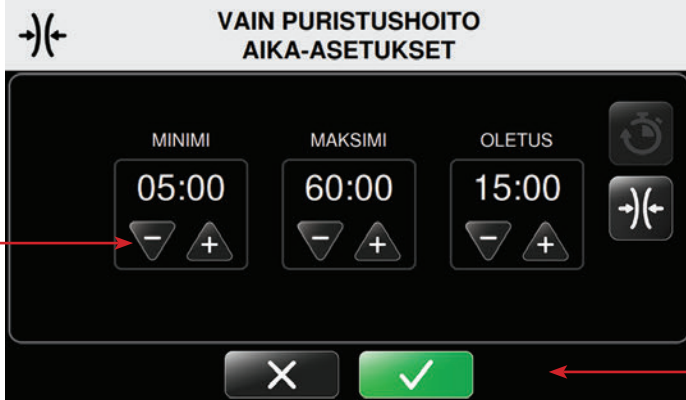 VAIN PURISTUSHOITO
AIKA-ASETUKSET
MINIMI MAKSIMI OLETUS
05:00 60:00 15:00
- + - + - +